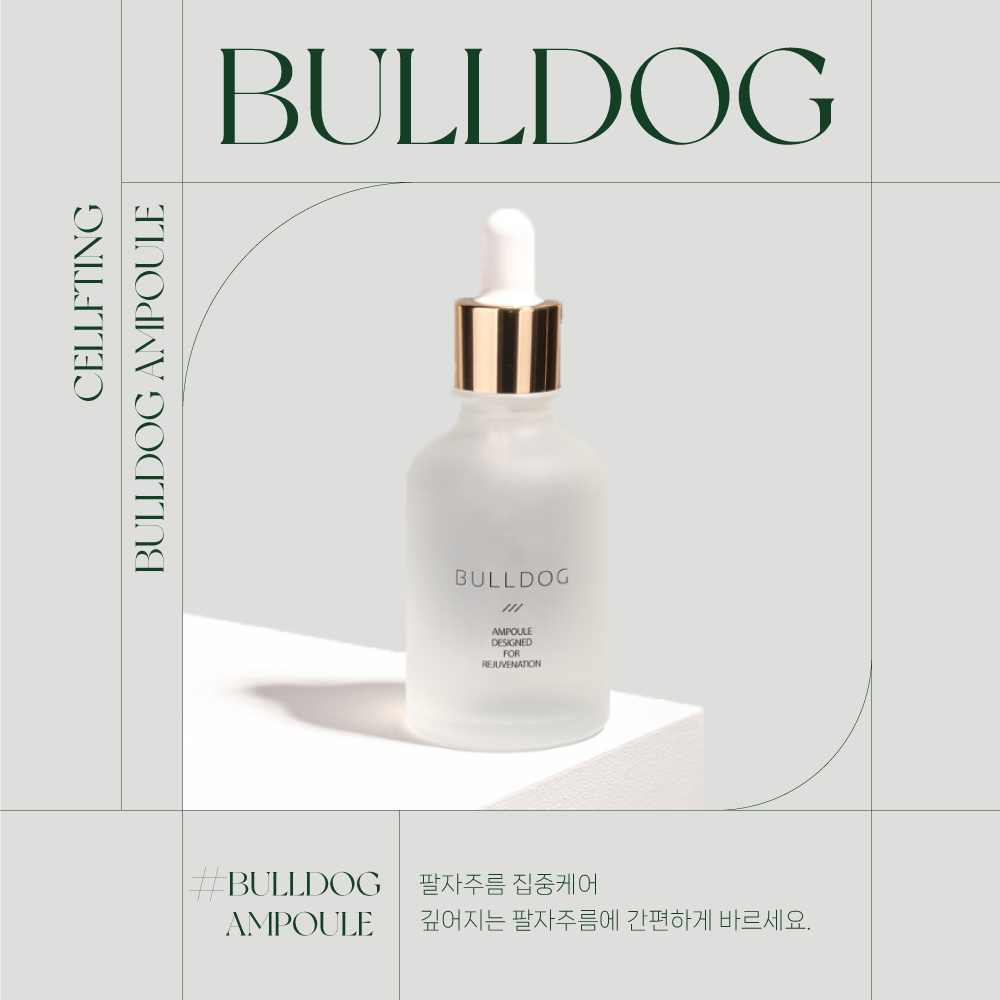 BULLDOG
CELLFTING
BULLDOG AMPOULE
BULLDOG
///
AMPOULE
DESIGNED
FOR
REJUVENATION
#BULLDOG
AMPOULE
팔자주름 집중케어
깊어지는 팔자주름에 간편하게 바르세요.